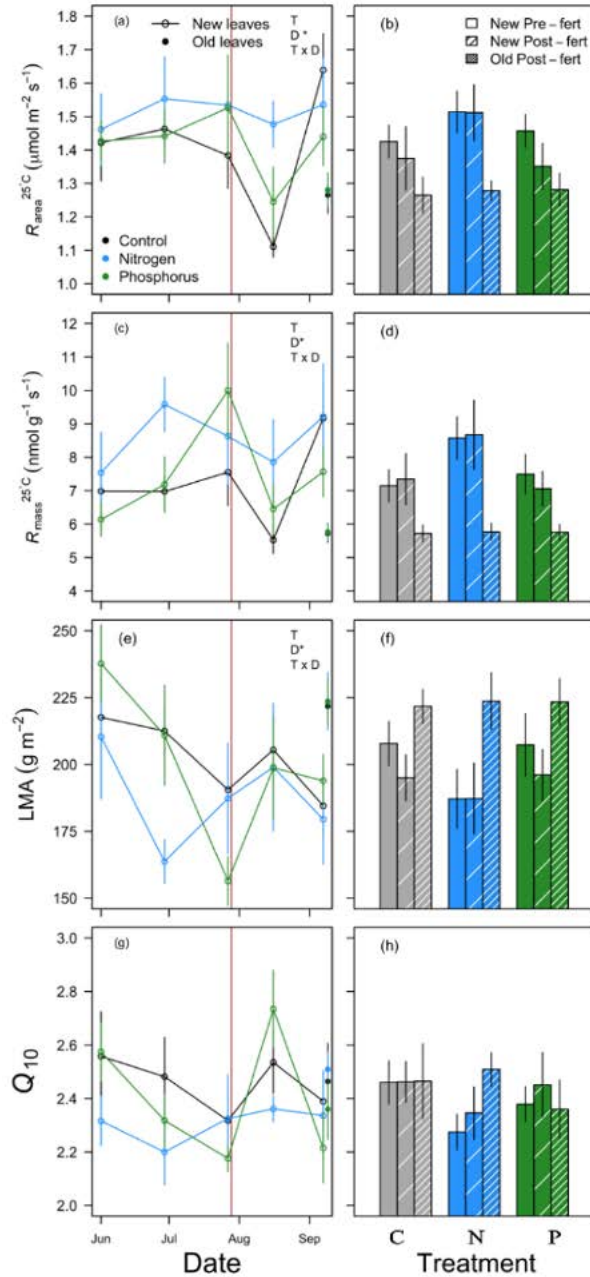 (a)
New leaves
Old leaves
T
D *
T x D
1.8
1.7
1.6
1.5
1.4
1.3
1.2
1.1
1.0
R area 25°C (μmol m−2 s−1)
Control
Nitrogen
Phosphorus
(b)
New Pre-fert
New Post-fert
Old Post-fert
(c)
T
D*
T x D
12
11
10
9
8
7
6
5
4
R mass 25°C (nmol g−1 s−1)
(d)
(e)
T
D*
T x D
250
225
200
175
150
LMA (g m−2)
(f)
(g)
3.0
2.8
2.6
2.4
2.2
2.0
Q10
(h)
Jun Jul Aug Sep
Date
C N P
Treatment